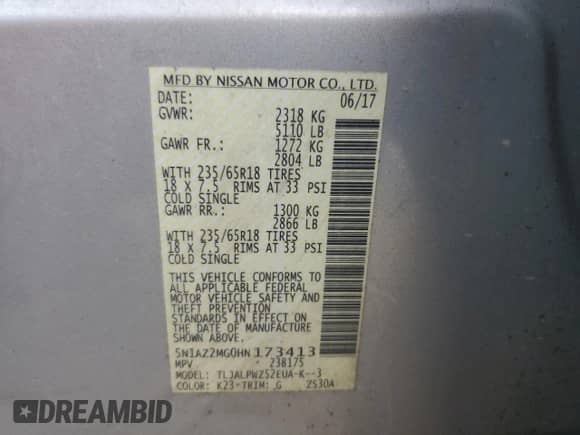 MFD BY NISSAN MOTOR CO., LTD.
DATE: 06/17
GVWR: 2318 KG
5110 LB
GAWR FR.: 1272 KG
2804 LB
WITH 235/65R18 TIRES
18 X 7.5 RIMS AT 33 PSI
COLD SINGLE
GAWR RR.: 1300 KG
2866 LB
WITH 235/65R18 TIRES
18 X 7.5 RIMS AT 33 PSI
COLD SINGLE
THIS VEHICLE CONFORMS TO
ALL APPLICABLE FEDERAL
MOTOR VEHICLE SAFETY AND
THEFT PREVENTION
STANDARDS IN EFFECT ON
THE DATE OF MANUFACTURE
5N1AZ2MG0HN173413
MPV 238175
MODEL: TLJALPWZ52EUA-K--3
COLOR: K23-TRIM: G ZS30A
DREAMBID